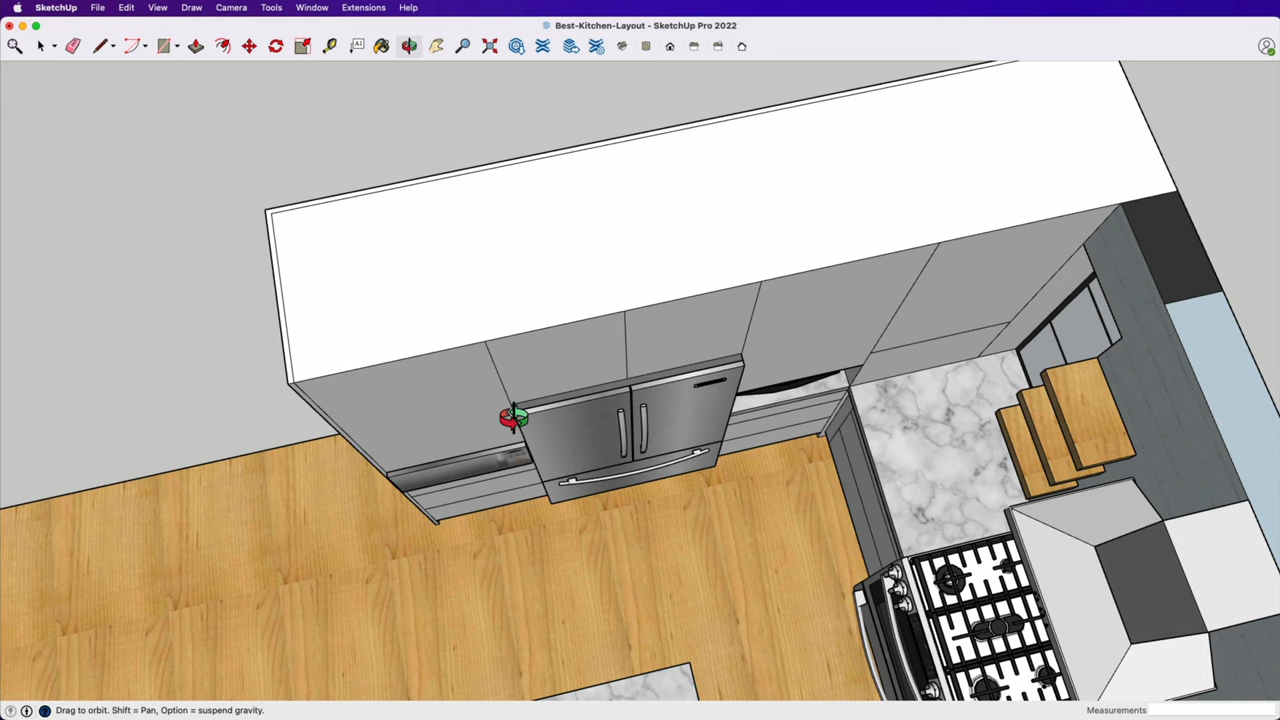 SketchUp File Edit View Draw Camera Tools Window Extensions Help
Best-Kitchen-Layout - SketchUp Pro 2022
A1
Drag to orbit. Shift = Pan, Option = suspend gravity.
Measurements